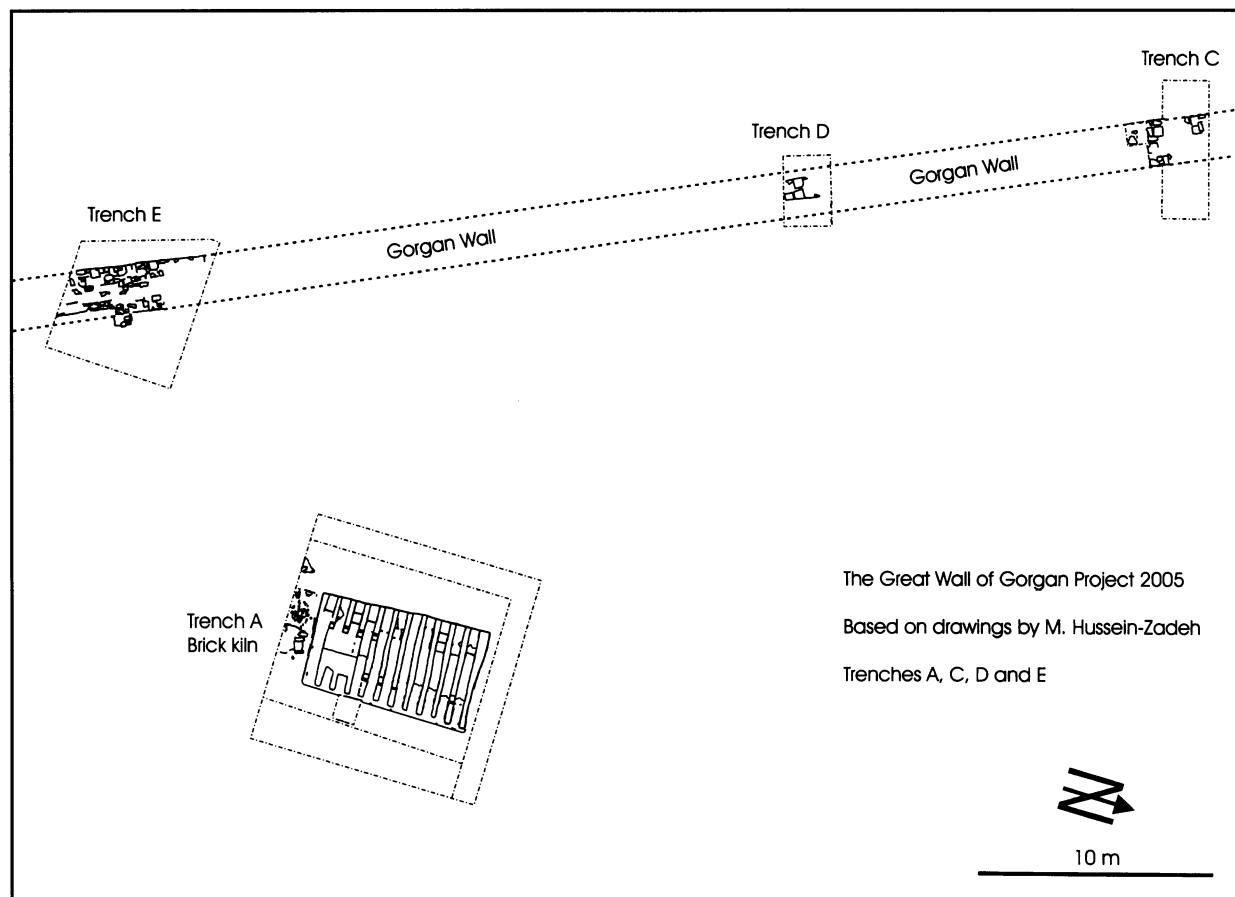 Trench C
Trench D
Gorgan Wall
Trench E
Gorgan Wall
Trench A
Brick kiln
The Great Wall of Gorgan Project 2005
Based on drawings by M. Hussein-Zadeh
Trenches A, C, D and E
N
10 m